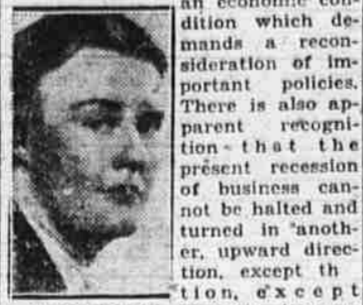 an economic con-
dition which de-
mands a recon-
sideration of im-
portant policies.
There is also ap-
parent recogni-
tion that the
present recession
of business can-
not be halted and
turned in anoth-
er, upward direc-
tion, except th
tion, except